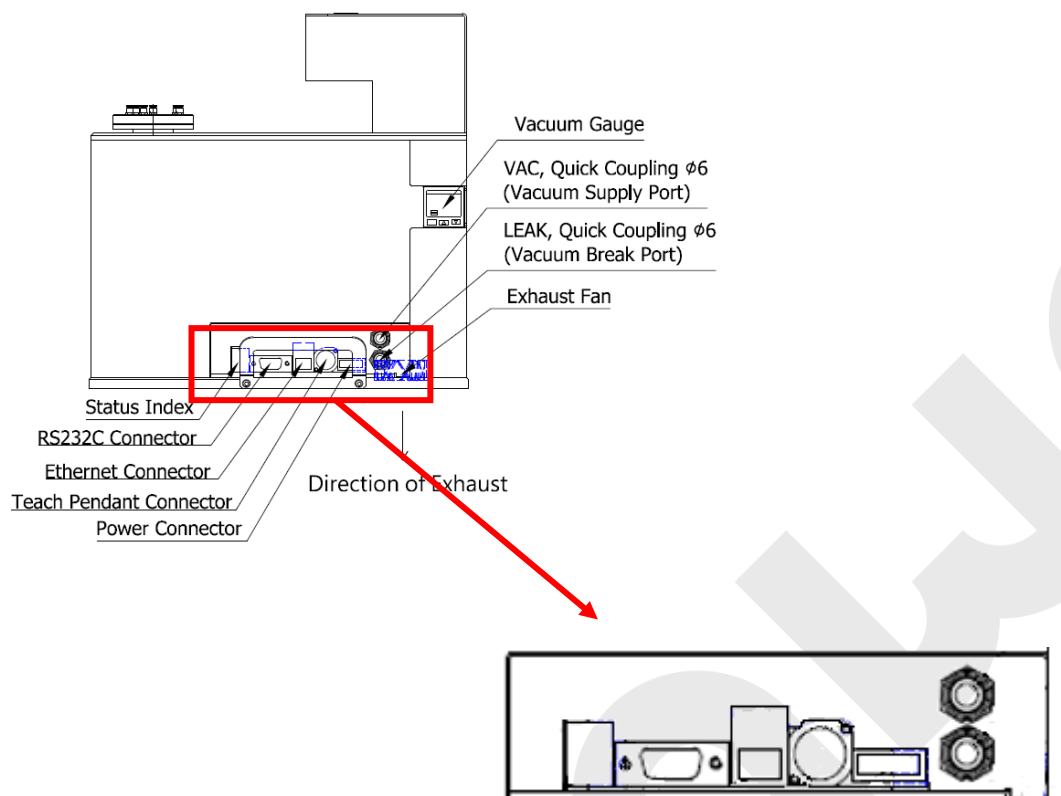 Vacuum Gauge
VAC, Quick Coupling φ6
(Vacuum Supply Port)
LEAK, Quick Coupling φ6
(Vacuum Break Port)
Exhaust Fan
Status Index
RS232C Connector
Ethernet Connector
Teach Pendant Connector
Power Connector
Direction of Exhaust